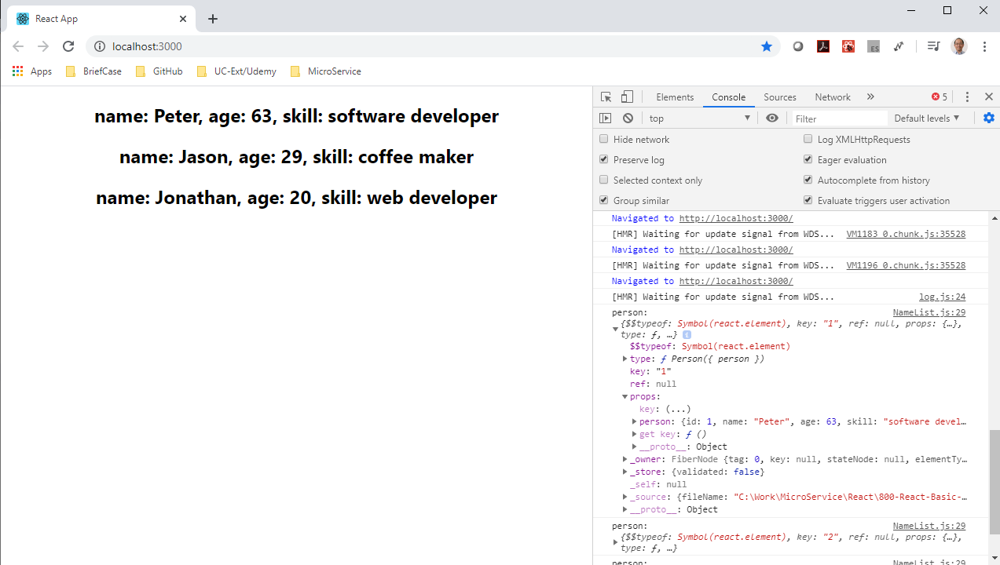 React App
localhost:3000
Apps BriefCase GitHub UC-Ext/Udemy MicroService
name: Peter, age: 63, skill: software developer
name: Jason, age: 29, skill: coffee maker
name: Jonathan, age: 20, skill: web developer
Elements Console Sources Network » 5
top Filter Default levels ▼
Hide network Log XMLHttpRequests
Preserve log Eager evaluation
Selected context only Autocomplete from history
Group similar Evaluate triggers user activation
Navigated to http://localhost:3000/
[HMR] Waiting for update signal from WDS... VM1183 0.chunk.js:35528
Navigated to http://localhost:3000/
[HMR] Waiting for update signal from WDS... VM1196 0.chunk.js:35528
Navigated to http://localhost:3000/
[HMR] Waiting for update signal from WDS... log.js:24
person: NameList.js:29
{$$typeof: Symbol(react.element), key: "1", ref: null, props: {…},
type: ƒ, …} i
$$typeof: Symbol(react.element)
type: ƒ Person({ person })
key: "1"
ref: null
props:
key: (...)
person: {id: 1, name: "Peter", age: 63, skill: "software devel…
get key: ƒ ()
__proto__: Object
_owner: FiberNode {tag: 0, key: null, stateNode: null, elementTy…
_store: {validated: false}
_self: null
_source: {fileName: "C:\Work\MicroService\React\800-React-Basic-…
__proto__: Object
person: NameList.js:29
{$$typeof: Symbol(react.element), key: "2", ref: null, props: {…},
type: ƒ, …}
person: NameList.js:29